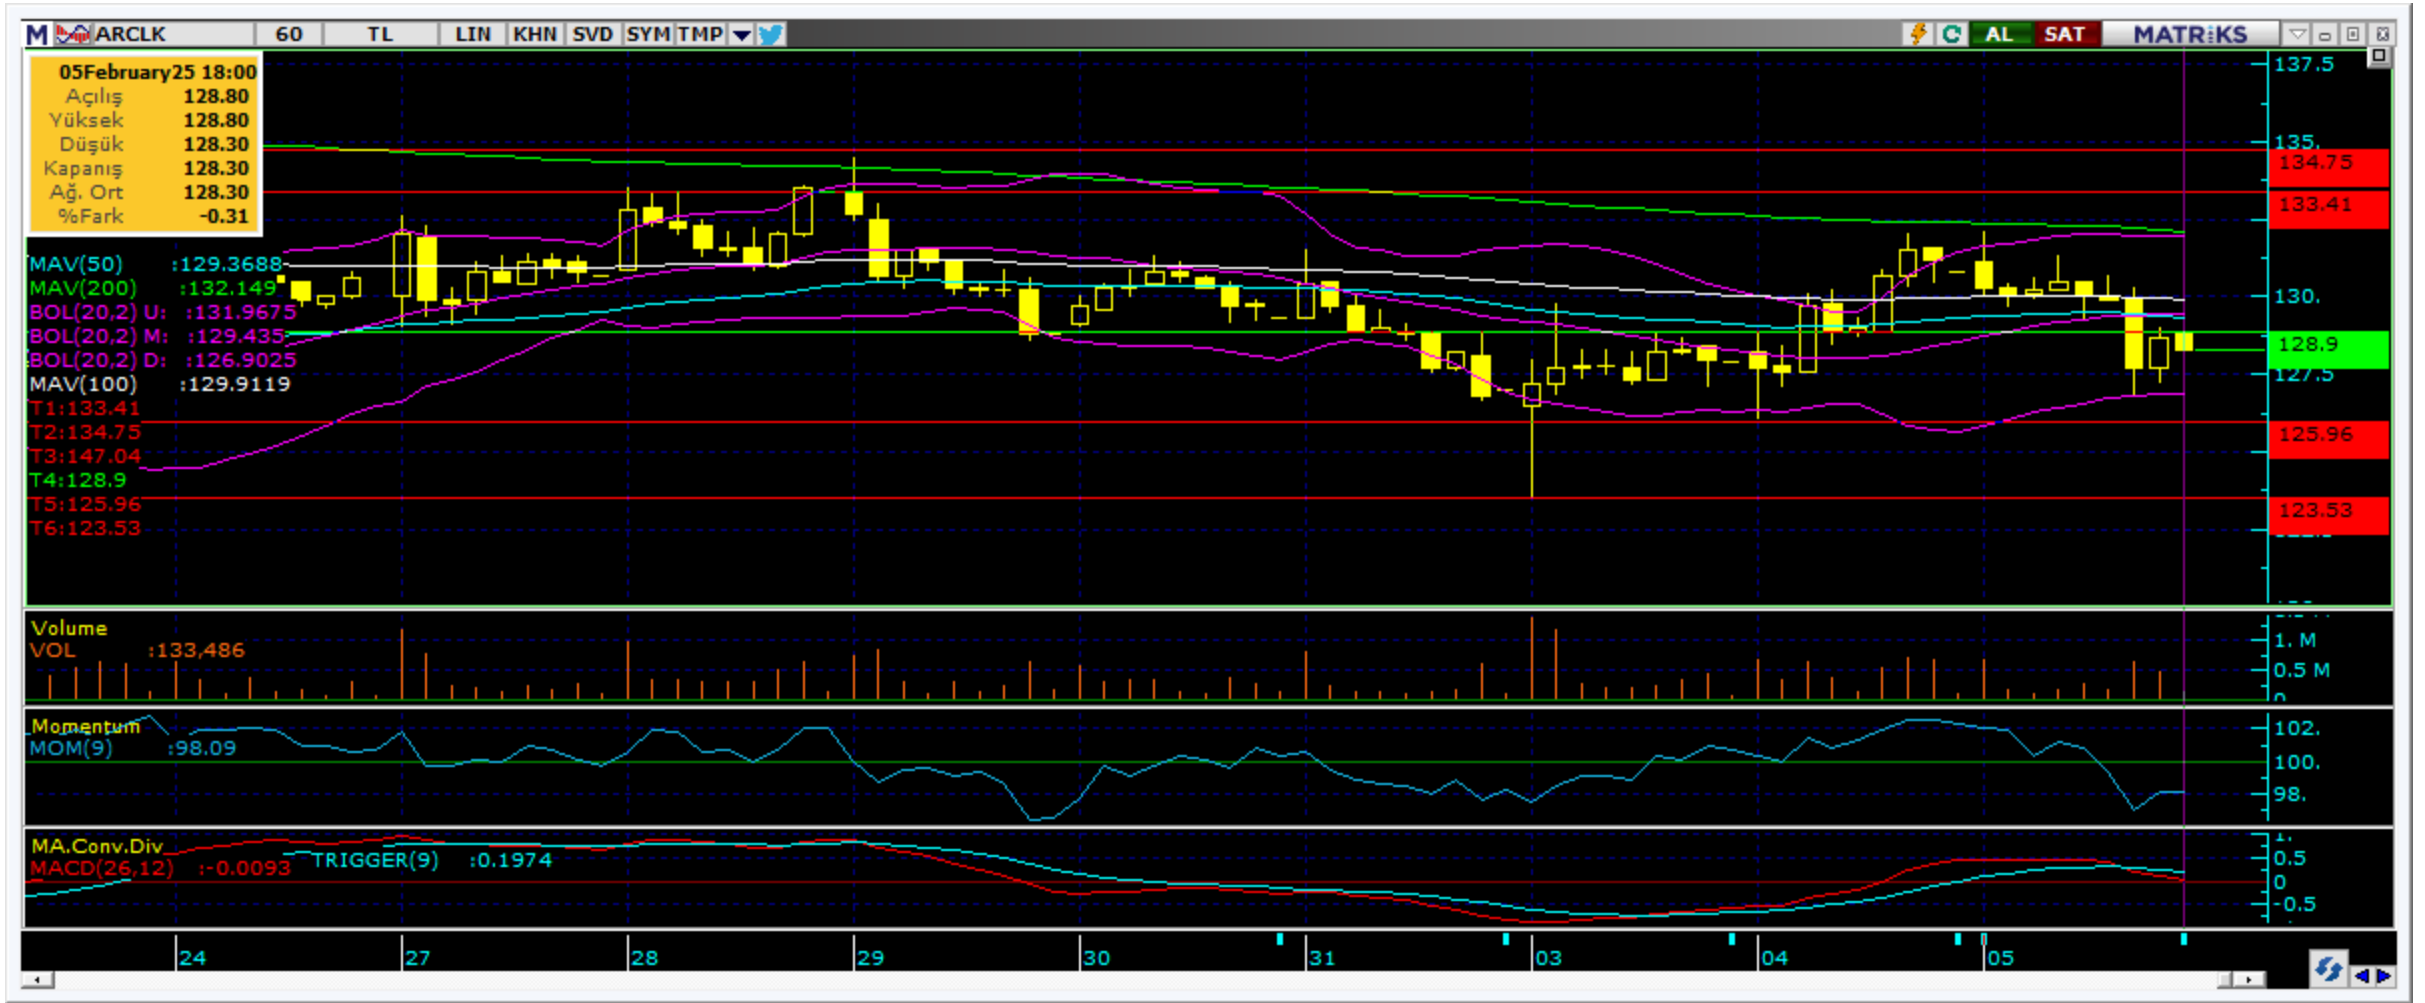 M ARCLK 60 TL LIN KHN SVD SYM TMP AL SAT MATRiKS
05February25 18:00
Açılış 128.80
Yüksek 128.80
Düşük 128.30
Kapanış 128.30
Ağ. Ort 128.30
%Fark -0.31
MAV(50) :129.3688
MAV(200) :132.149
BOL(20,2) U: :131.9675
BOL(20,2) M: :129.435
BOL(20,2) D: :126.9025
MAV(100) :129.9119
T1:133.41
T2:134.75
T3:147.04
T4:128.9
T5:125.96
T6:123.53
137.5
135.
134.75
133.41
130.
128.9
127.5
125.96
123.53
Volume
VOL :133,486
1. M
0.5 M
0
Momentum
MOM(9) :98.09
102.
100.
98.
MA.Conv.Div
MACD(26,12) :-0.0093 TRIGGER(9) :0.1974
1.
0.5
0
-0.5
24 27 28 29 30 31 03 04 05